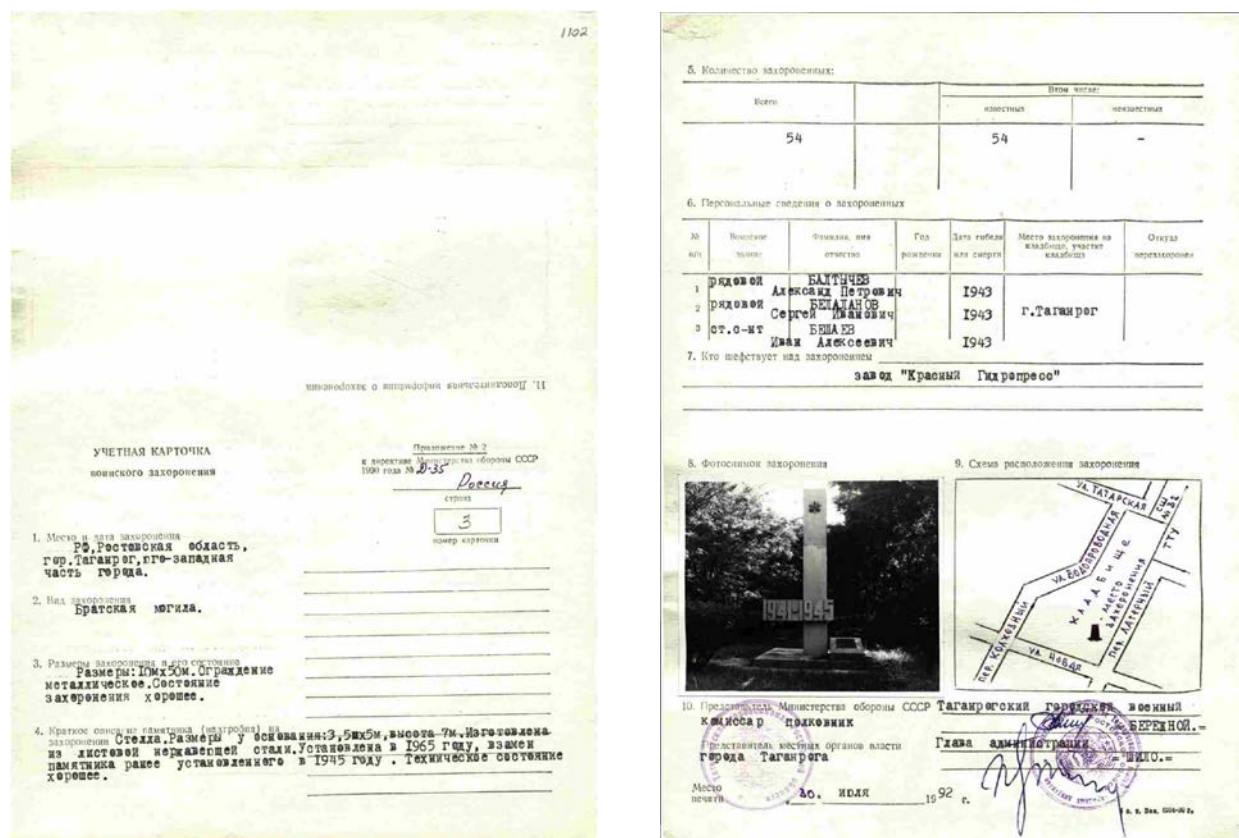 1102
11. Дополнительная информация о захоронении
УЧЕТНАЯ КАРТОЧКА
воинского захоронения
Приложение № 2
к директиве Министерства обороны СССР
1990 года № Д-35
Россия
страна
3
номер карточки
1. Место и дата захоронения
РФ,Ростовская область,
гор.Таганрог,юго-западная
часть города.
2. Вид захоронения
Братская могила.
3. Размеры захоронения и его состояние
Размеры:10мх50м.Ограждение
металлическое.Состояние
захоронения хорошее.
4. Краткое описание памятника (надгробия) на
захоронении Стелла.Размеры у основания:3,5мх5м,высота 7м.Изготовлена
из листовой нержавеющей стали.Установлена в 1965 году , взамен
памятника ранее установленного в 1945 году . Техническое состояние
хорошее.
5. Количество захороненных:
Всего
В том числе:
известных
неизвестных
54
54
-
6. Персональные сведения о захороненных
№ п/п
Воинское звание
Фамилия, имя отчество
Год рождения
Дата гибели или смерти
Место захоронения на кладбище, участке кладбища
Откуда перезахоронен
1 рядовой БАЛТЫЧЕВ
Александ Петрович 1943
2 рядовой БЕЛАЛАНОВ
Сергей Иванович 1943 г.Таганрог
3 ст.с-нт БЕШАЕВ
Иван Алексеевич 1943
7. Кто шефствует над захоронением
завод "Красный Гидропресс"
8. Фотоснимок захоронения
9. Схема расположения захоронения
1941-1945
УЛ. ТАТАРСКАЯ
СШ № 32
ТТУ
УЛ. ВОДОПРОВОДНАЯ
КЛАДБИЩЕ
МЕСТО ЗАХОРОНЕНИЯ
ПЕР. КОЛХОЗНЫЙ
УЛ. НОВАЯ
ПЕР. ЛАГЕРНЫЙ
10. Представитель Министерства обороны СССР Таганрогский городской военный
комиссар полковник БЕРЕЖНОЙ.=
Представитель местных органов власти Глава администрации
города Таганрога =ШИЛО.=
Место
печати
20. июля 1992 г.